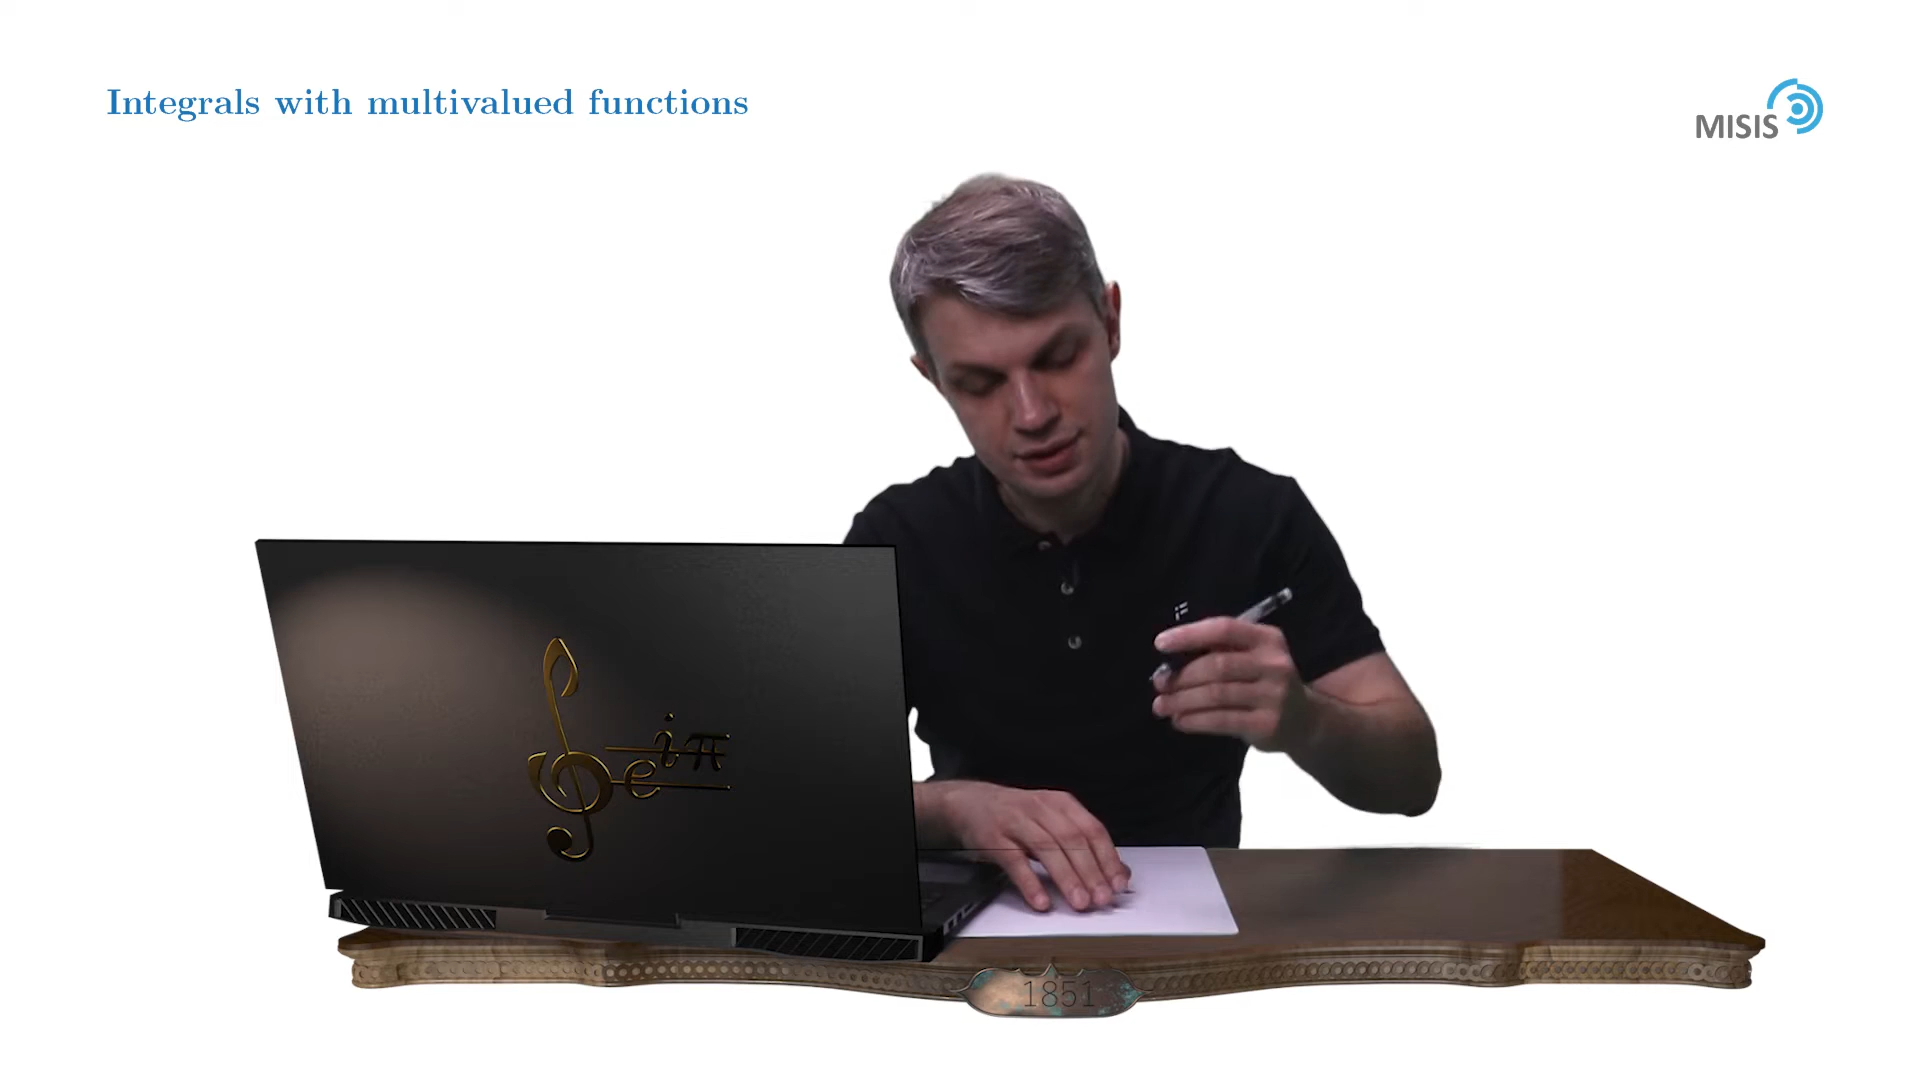 Integrals with multivalued functions
MISIS
e^{iπ}
1851